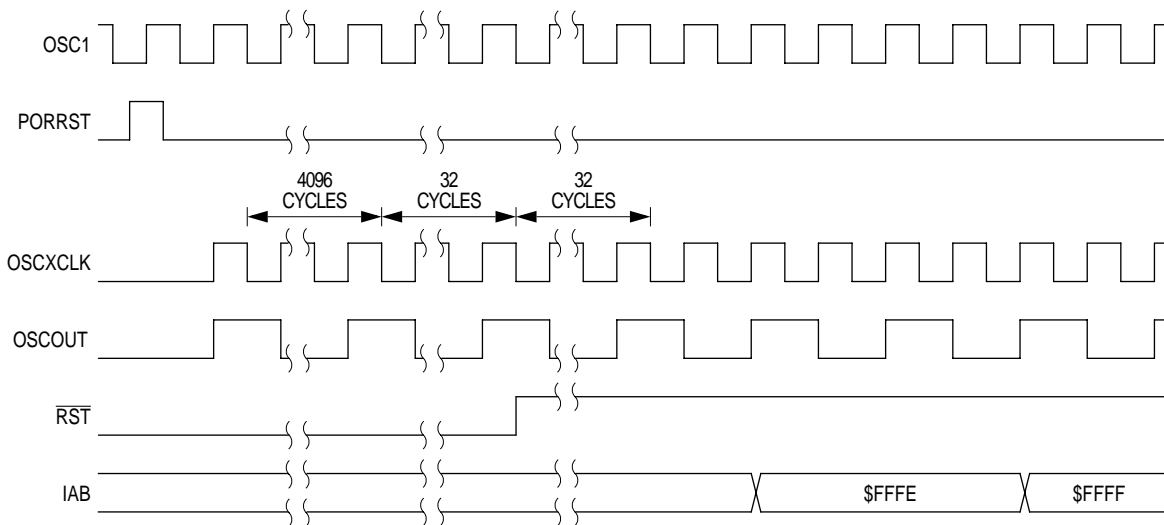 OSC1
PORRST
4096
CYCLES
32
CYCLES
32
CYCLES
OSCXCLK
OSCOUT
RST
IAB
$FFFE
$FFFF